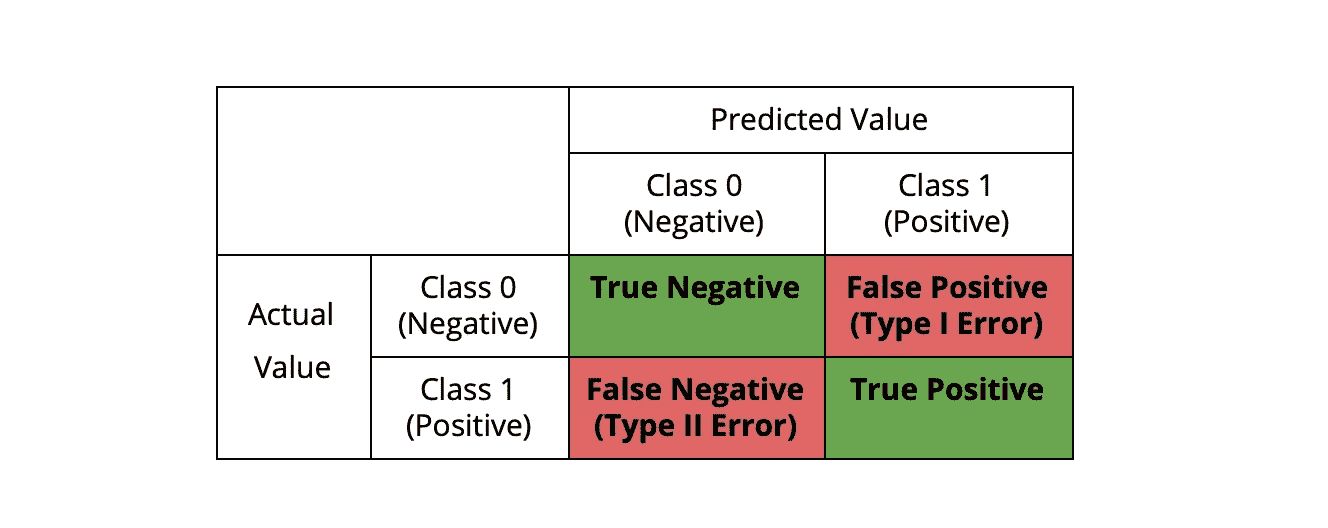 Predicted Value
Class 0
(Negative)
Class 1
(Positive)
Actual
Value
Class 0
(Negative)
True Negative
False Positive
(Type I Error)
Class 1
(Positive)
False Negative
(Type II Error)
True Positive